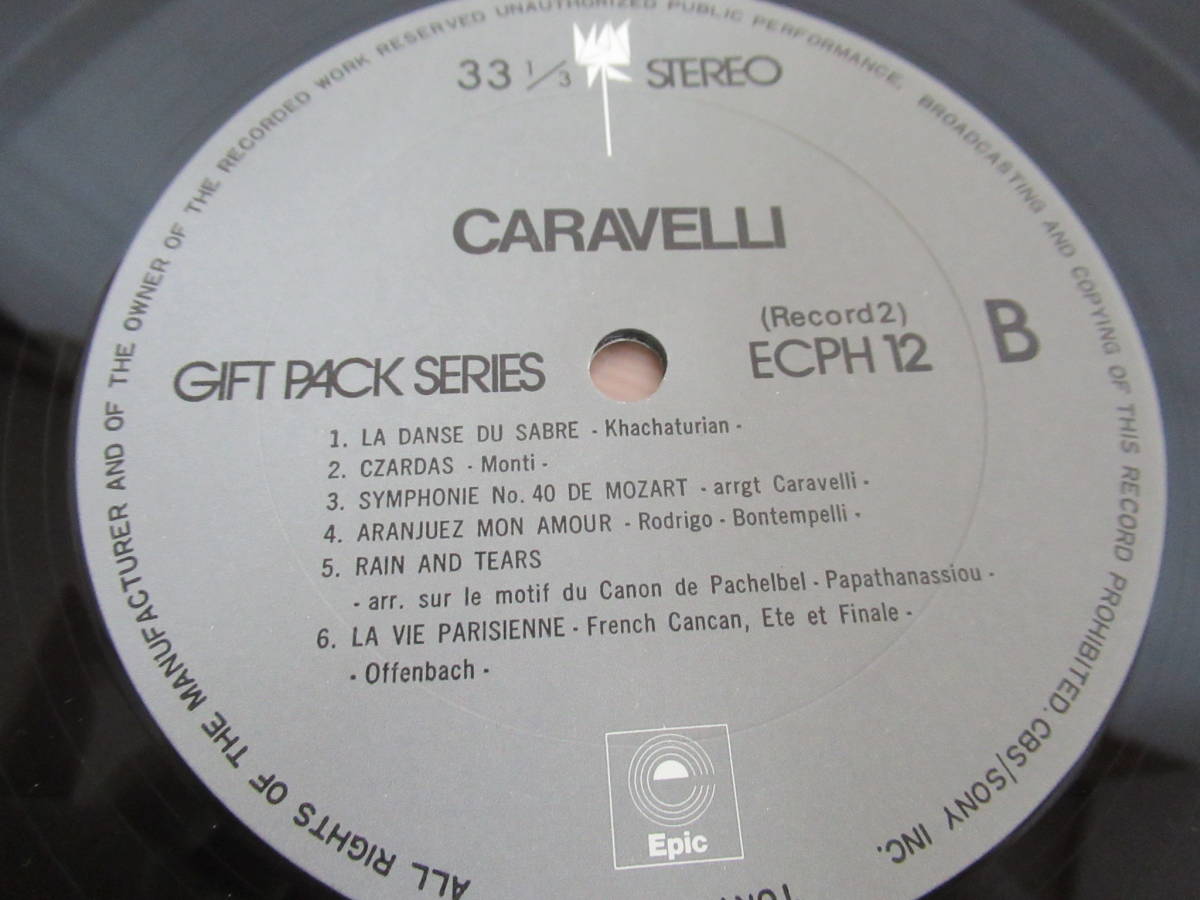 33 1/3 STEREO
CARAVELLI
GIFT PACK SERIES
(Record 2)
ECPH 12
B
1. LA DANSE DU SABRE - Khachaturian -
2. CZARDAS - Monti -
3. SYMPHONIE No. 40 DE MOZART - arrgt Caravelli -
4. ARANJUEZ MON AMOUR - Rodrigo - Bontempelli -
5. RAIN AND TEARS
- arr. sur le motif du Canon de Pachelbel - Papathanassiou -
6. LA VIE PARISIENNE - French Cancan, Ete et Finale -
- Offenbach -
Epic
ALL RIGHTS OF THE MANUFACTURER AND OF THE OWNER OF THE RECORDED WORK RESERVED UNAUTHORIZED PUBLIC PERFORMANCE, BROADCASTING AND COPYING OF THIS RECORD PROHIBITED. CBS/SONY INC.